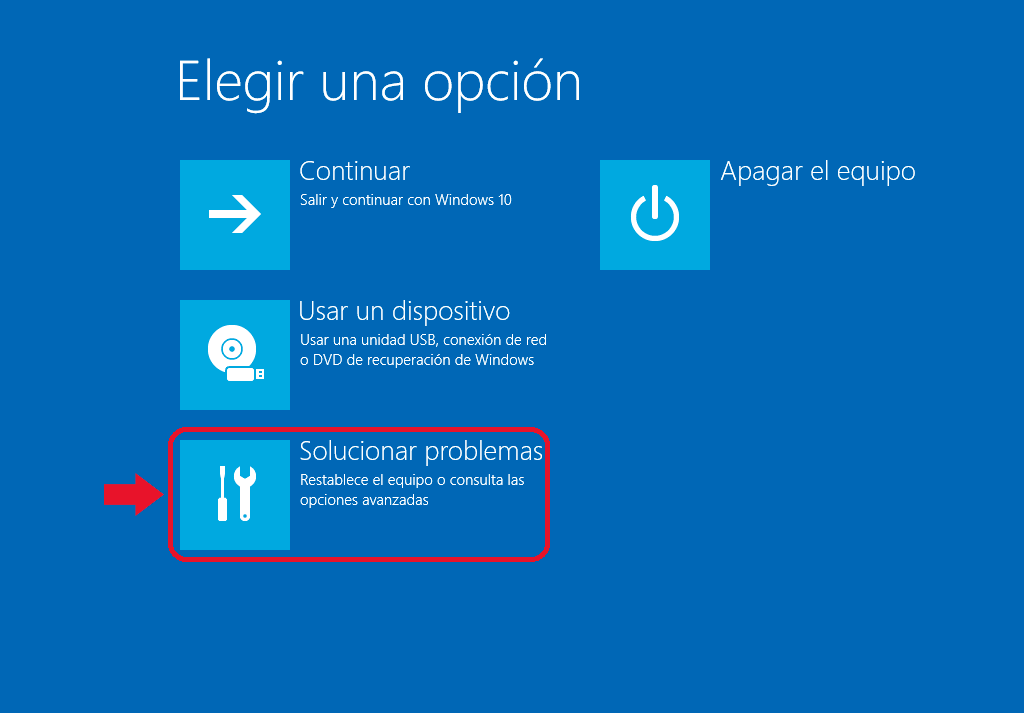 Elegir una opción
Continuar
Salir y continuar con Windows 10
Usar un dispositivo
Usar una unidad USB, conexión de red
o DVD de recuperación de Windows
Solucionar problemas
Restablece el equipo o consulta las
opciones avanzadas
Apagar el equipo